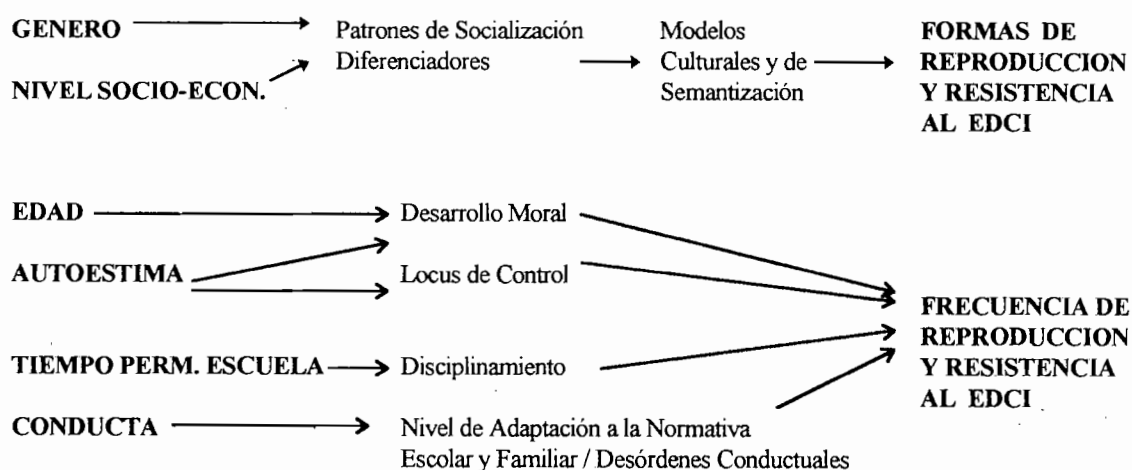 GENERO
NIVEL SOCIO-ECON.
Patrones de Socialización
Diferenciadores
Modelos
Culturales y de
Semantización
FORMAS DE
REPRODUCCION
Y RESISTENCIA
AL EDCI
EDAD
Desarrollo Moral
AUTOESTIMA
Locus de Control
TIEMPO PERM. ESCUELA
Disciplinamiento
CONDUCTA
Nivel de Adaptación a la Normativa
Escolar y Familiar / Desórdenes Conductuales
FRECUENCIA DE
REPRODUCCION
Y RESISTENCIA
AL EDCI